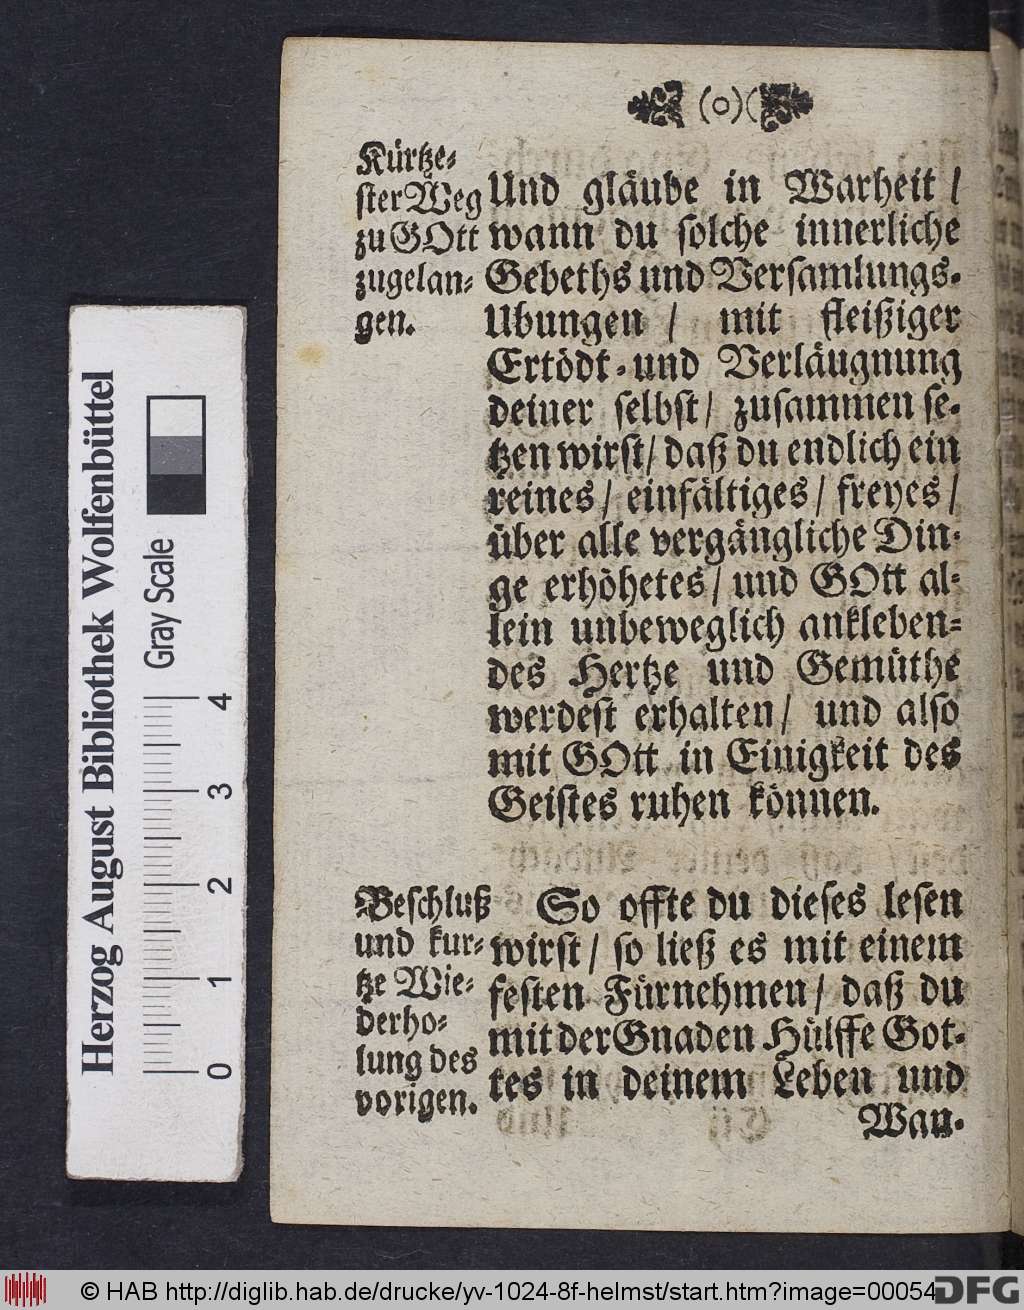 (o)(
Kürtze-
ster Weg
zu GOtt
zugelan-
gen.
Und gläube in Warheit /
wann du solche innerliche
Gebeths und Versamlungs-
Ubungen / mit fleißiger
Ertödt- und Verläugnung
deiner selbst / zusammen se-
tzen wirst / daß du endlich ein
reines / einfältiges / freyes /
über alle vergängliche Din-
ge erhöhetes / und GOtt al-
lein unbeweglich ankleben-
des Hertze und Gemüthe
werdest erhalten / und also
mit GOtt in Einigkeit des
Geistes ruhen können.
Beschluß
und kur-
tze Wie-
derho-
lung des
vorigen.
So offte du dieses lesen
wirst / so ließ es mit einem
festen Fürnehmen / daß du
mit der Gnaden Hülffe Got-
tes in deinem Leben und
Wan-
Herzog August Bibliothek Wolfenbüttel
Gray Scale
0 1 2 3 4
© HAB http://diglib.hab.de/drucke/yv-1024-8f-helmst/start.htm?image=00054
DFG